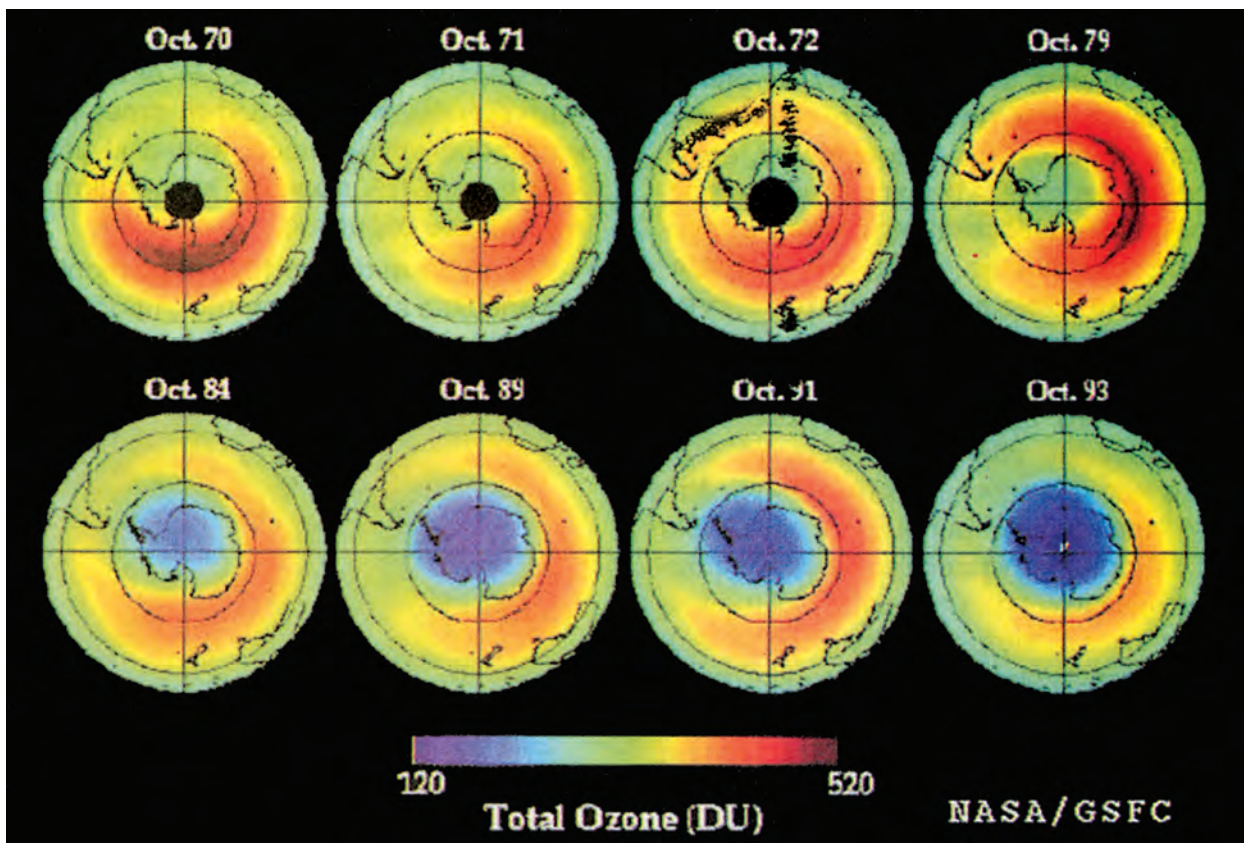 Oct. 70 Oct. 71 Oct. 72 Oct. 79
Oct. 84 Oct. 89 Oct. 91 Oct. 93
120 520
Total Ozone (DU)
NASA/GSFC